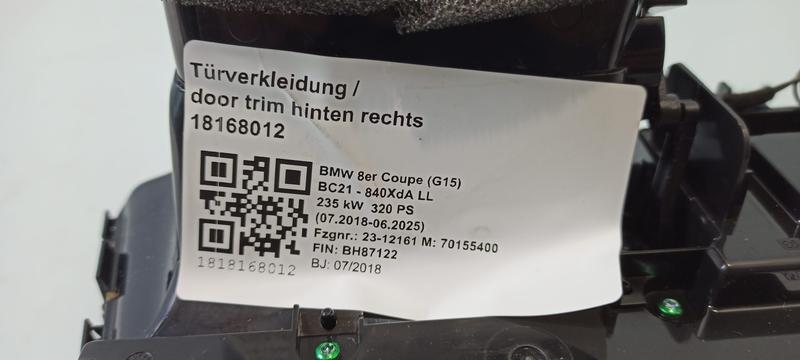 Türverkleidung /
door trim hinten rechts
18168012
BMW 8er Coupe (G15)
BC21 - 840XdA LL
235 kW 320 PS
(07.2018-06.2025)
Fzgnr.: 23-12161 M: 70155400
FIN: BH87122
BJ: 07/2018
1818168012